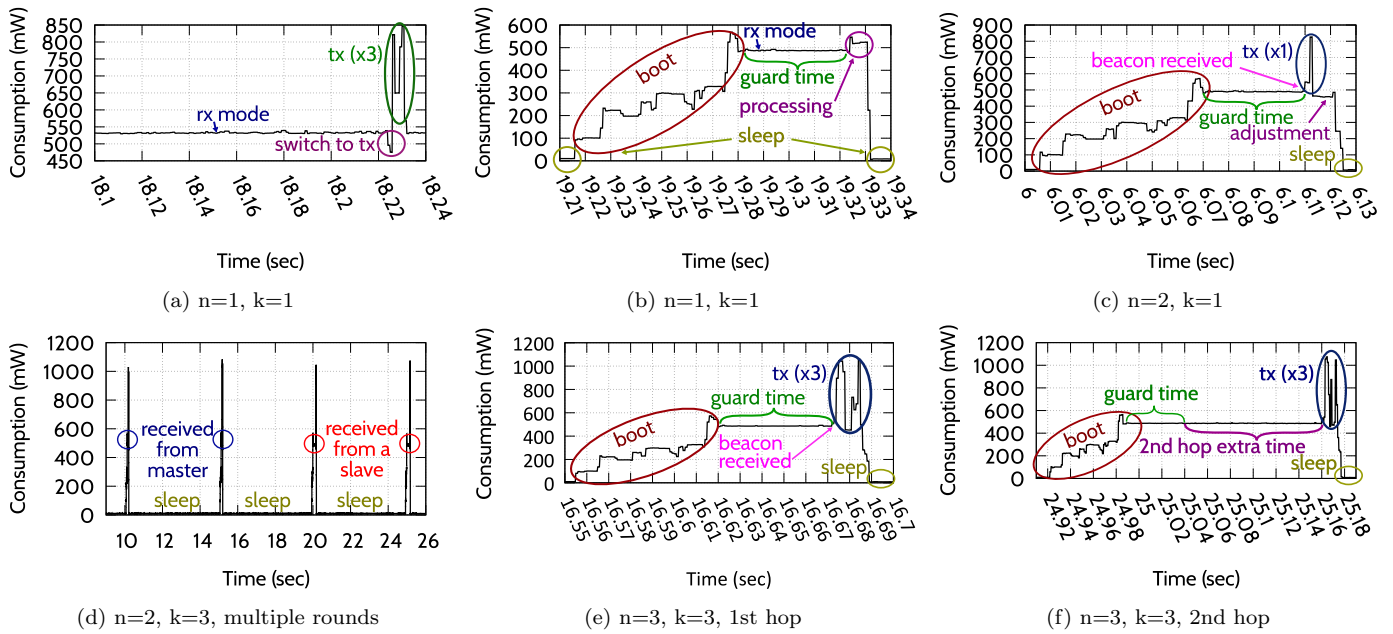 Consumption (mW)
850
800
750
700
650
600
550
500
450
tx (x3)
rx mode
switch to tx
18.1
18.12
18.14
18.16
18.18
18.2
18.22
18.24
Time (sec)
(a) n=1, k=1
Consumption (mW)
600
500
400
300
200
100
0
boot
rx mode
guard time
processing
sleep
19.21
19.22
19.23
19.24
19.25
19.26
19.27
19.28
19.29
19.3
19.31
19.32
19.33
19.34
Time (sec)
(b) n=1, k=1
Consumption (mW)
900
800
700
600
500
400
300
200
100
0
tx (x1)
beacon received
boot
guard time
adjustment
sleep
6
6.01
6.02
6.03
6.04
6.05
6.06
6.07
6.08
6.09
6.1
6.11
6.12
6.13
Time (sec)
(c) n=2, k=1
Consumption (mW)
1200
1000
800
600
400
200
0
received
from
master
received
from a
slave
sleep
sleep
sleep
10
12
14
16
18
20
22
24
26
Time (sec)
(d) n=2, k=3, multiple rounds
Consumption (mW)
1200
1000
800
600
400
200
0
tx (x3)
guard time
boot
beacon
received
sleep
16.55
16.56
16.57
16.58
16.59
16.6
16.61
16.62
16.63
16.64
16.65
16.66
16.67
16.68
16.69
16.7
Time (sec)
(e) n=3, k=3, 1st hop
Consumption (mW)
1200
1000
800
600
400
200
0
tx (x3)
guard time
boot
2nd hop extra time
sleep
24.92
24.94
24.96
24.98
25
25.02
25.04
25.06
25.08
25.1
25.12
25.14
25.16
25.18
Time (sec)
(f) n=3, k=3, 2nd hop